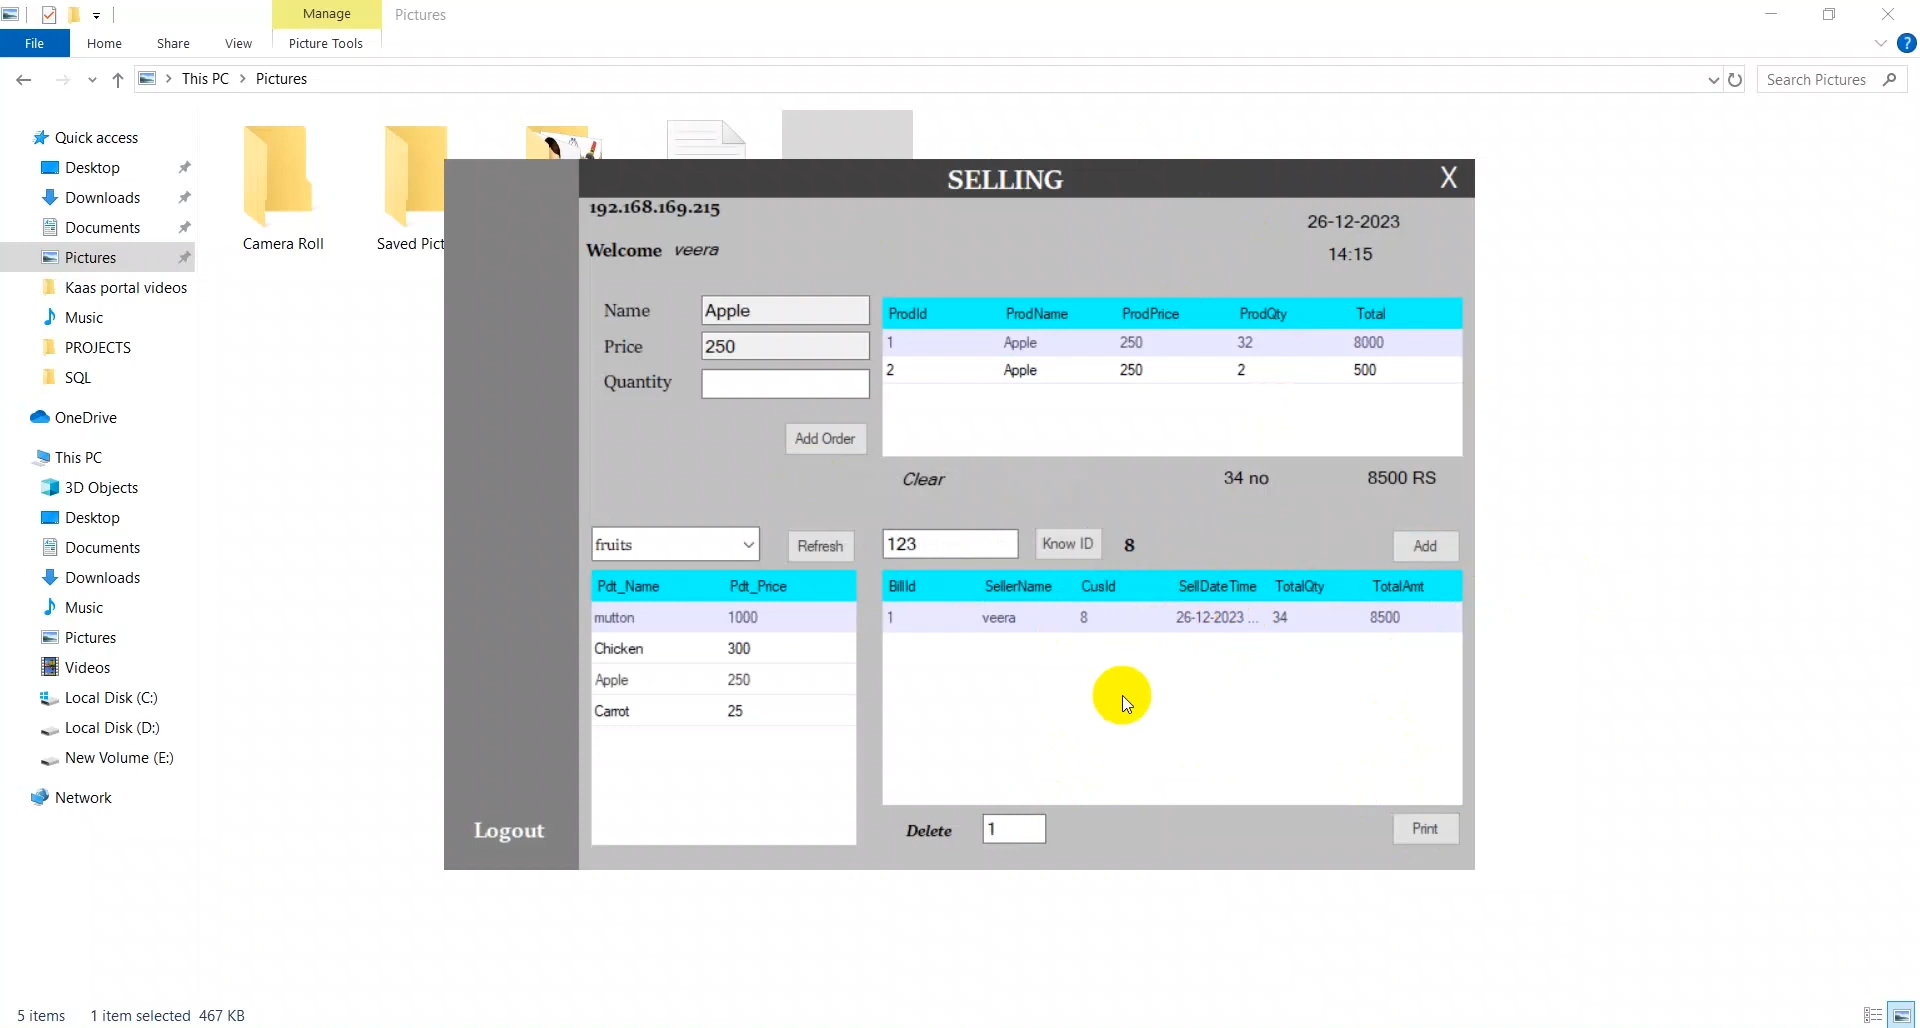 Manage
Pictures
File
Home
Share
View
Picture Tools
?
This PC
Pictures
Search Pictures
Quick access
Desktop
Downloads
Documents
Pictures
Kaas portal videos
Music
PROJECTS
SQL
OneDrive
This PC
3D Objects
Desktop
Documents
Downloads
Music
Pictures
Videos
Local Disk (C:)
Local Disk (D:)
New Volume (E:)
Network
Camera Roll
Saved Pict
SELLING
X
192.168.169.215
26-12-2023
Welcome veera
14:15
Name Apple
Price 250
Quantity
Add Order
ProdId ProdName ProdPrice ProdQty Total
1 Apple 250 32 8000
2 Apple 250 2 500
Clear 34 no 8500 RS
fruits Refresh
123 Know ID 8 Add
Pdt_Name Pdt_Price
mutton 1000
Chicken 300
Apple 250
Carrot 25
BillId SellerName CusId SellDateTime TotalQty TotalAmt
1 veera 8 26-12-2023 ... 34 8500
Logout
Delete 1 Print
5 items 1 item selected 467 KB